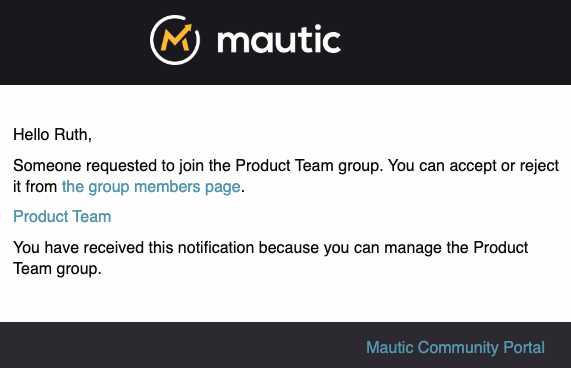 mautic
Hello Ruth,
Someone requested to join the Product Team group. You can accept or reject
it from the group members page.
Product Team
You have received this notification because you can manage the Product
Team group.
Mautic Community Portal